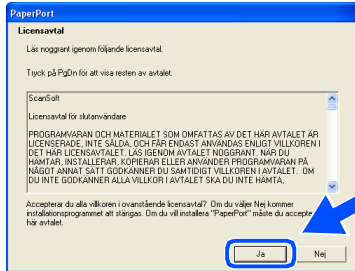 PaperPort
Licensavtal
Läs noggrant igenom följande licensavtal.
Tryck på PgDn för att visa resten av avtalet.
ScanSoft
Licensavtal för slutanvändare
PROGRAMVARAN OCH MATERIALET SOM OMFATTAS AV DET HÄR AVTALET ÄR
LICENSERADE, INTE SÅLDA, OCH FÅR ENDAST ANVÄNDAS ENLIGT VILLKOREN I
DET HÄR LICENSAVTALET. LÄS IGENOM AVTALET NOGGRANT. NÄR DU
HÄMTAR, INSTALLERAR, KOPIERAR ELLER ANVÄNDER PROGRAMVARAN PÅ
NÅGOT ANNAT SÄTT GODKÄNNER DU SAMTIDIGT VILLKOREN I AVTALET. OM
DU INTE GODKÄNNER ALLA VILLKOR I AVTALET SKA DU INTE HÄMTA,
Accepterar du alla villkoren i ovanstående licensavtal? Om du väljer Nej kommer
installationsprogrammet att stängas. Om du vill installera "PaperPort" måste du accepte
här avtalet.
Ja
Nej